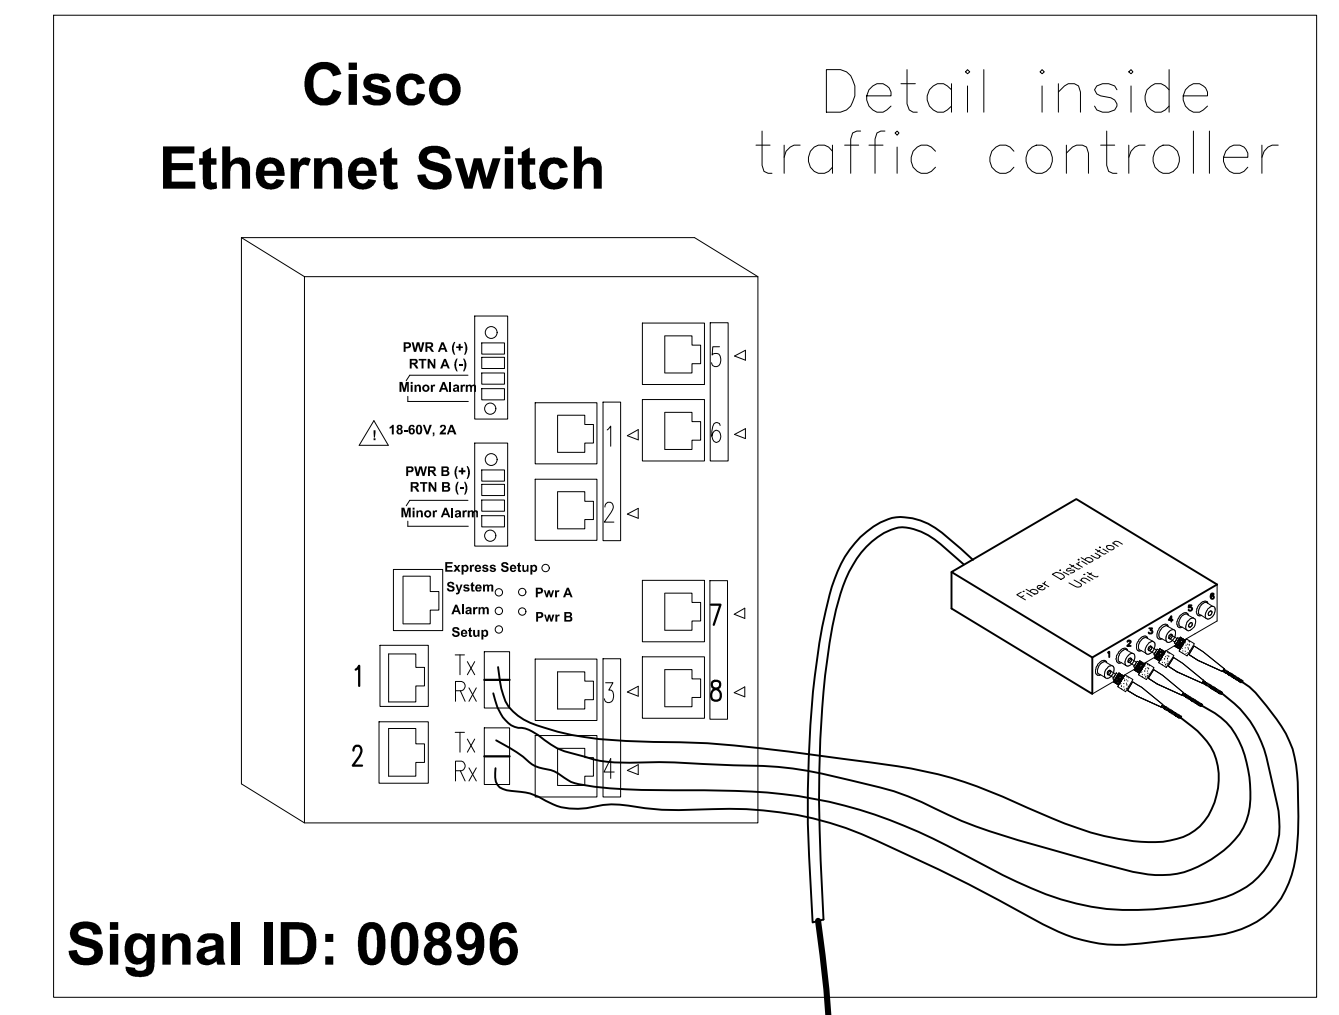 Cisco
Ethernet Switch
Detail inside
traffic controller
PWR A (+)
RTN A (-)
Minor Alarm
! 18-60V, 2A
PWR B (+)
RTN B (-)
Minor Alarm
5
6
1
2
Express Setup
System
Pwr A
Alarm
Pwr B
Setup
1
Tx
Rx
2
Tx
Rx
7
8
3
4
Fiber Distribution
Unit
1 2 3 4 5 6
Signal ID: 00896